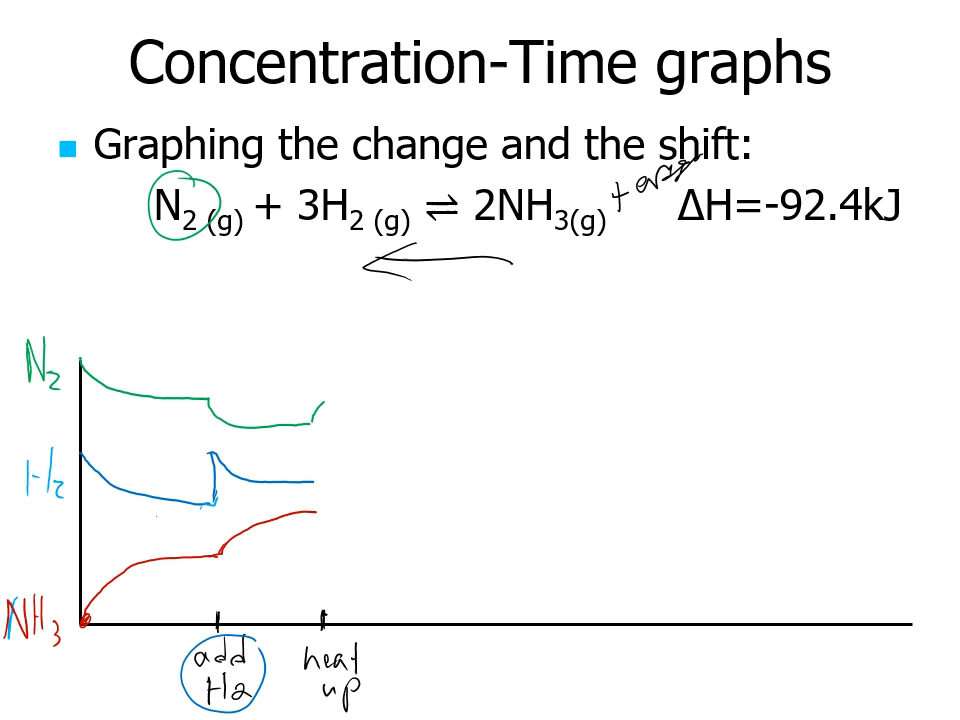 Concentration-Time graphs
Graphing the change and the shift:
N₂ (g) + 3H₂ (g) ⇌ 2NH₃(g) + ΔH=-92.4kJ
N₂
H₂
NH₃
add heat
H₂ up